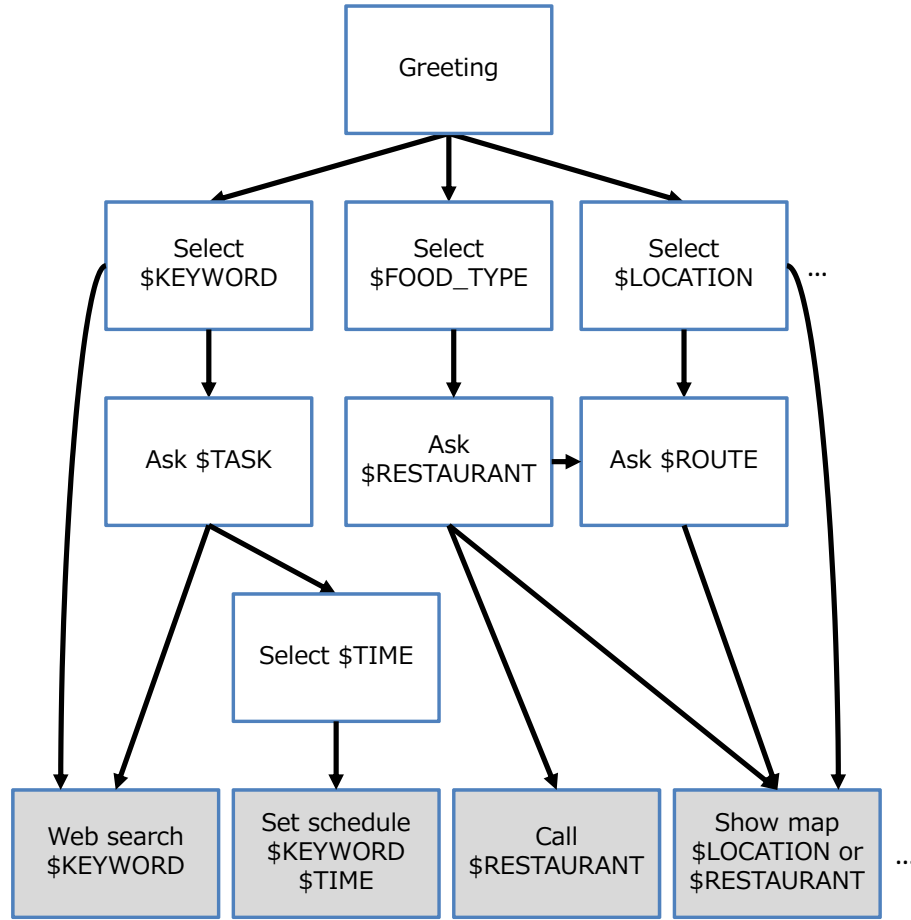 Greeting
Select
$KEYWORD
Select
$FOOD_TYPE
Select
$LOCATION
...
Ask $TASK
Ask
$RESTAURANT
Ask $ROUTE
Select $TIME
Web search
$KEYWORD
Set schedule
$KEYWORD
$TIME
Call
$RESTAURANT
Show map
$LOCATION or
$RESTAURANT
...